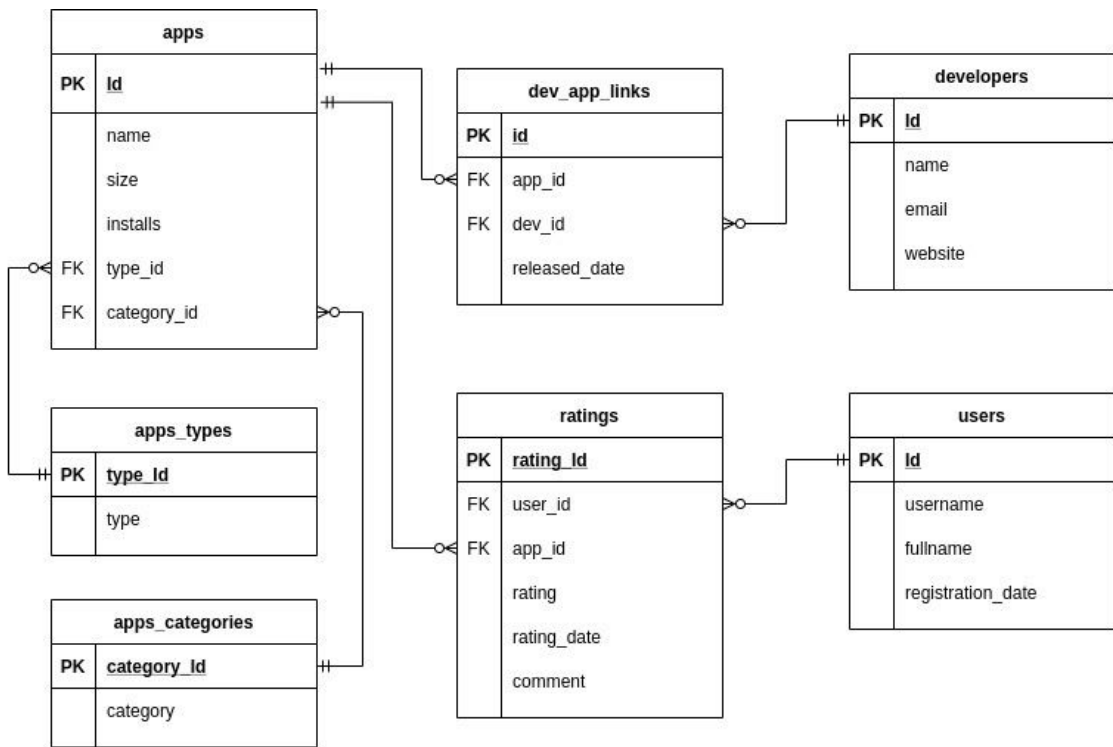 apps
PK Id
name
size
installs
FK type_id
FK category_id
apps_types
PK type_Id
type
apps_categories
PK category_Id
category
dev_app_links
PK id
FK app_id
FK dev_id
released_date
ratings
PK rating_Id
FK user_id
FK app_id
rating
rating_date
comment
developers
PK Id
name
email
website
users
PK Id
username
fullname
registration_date